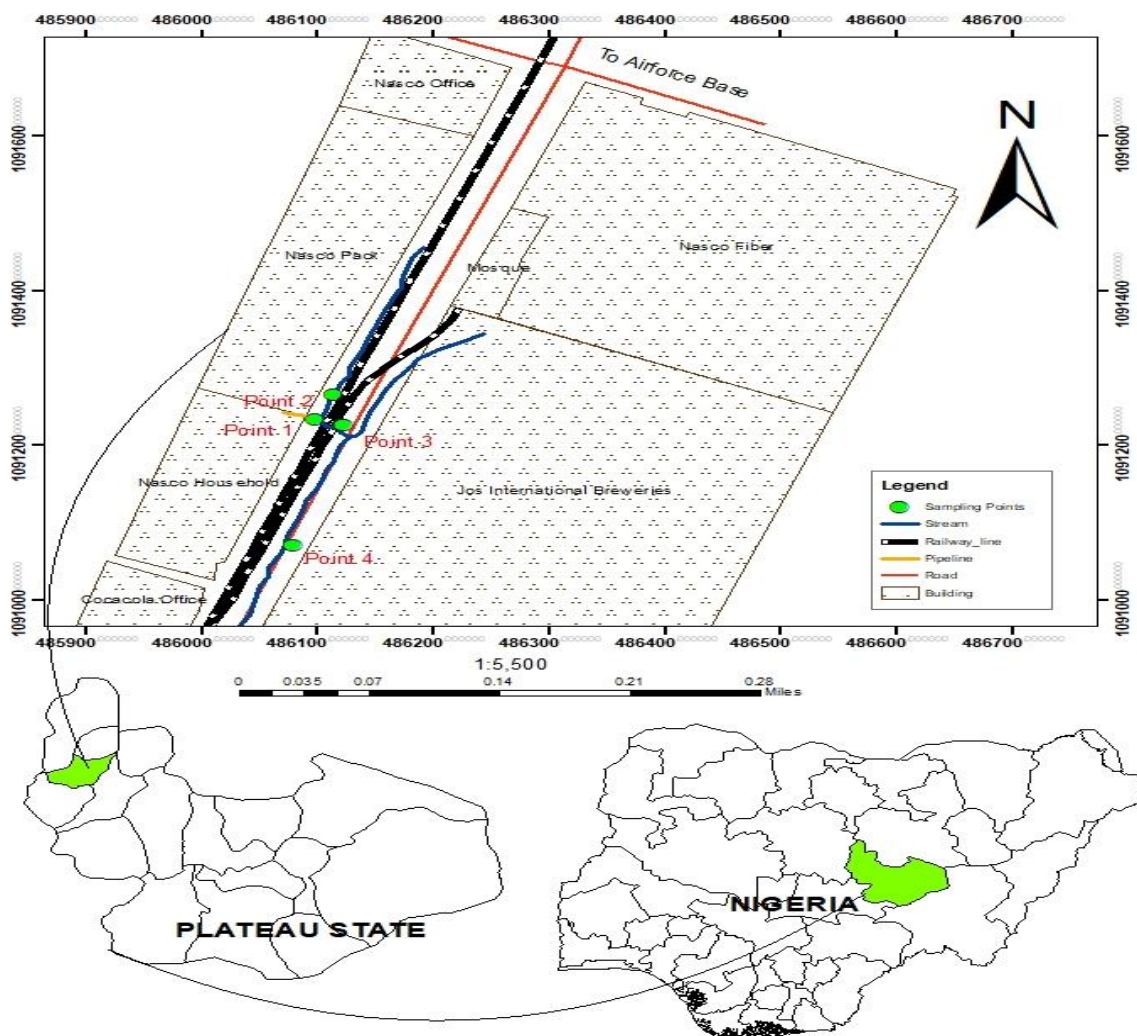 485900 486000 486100 486200 486300 486400 486500 486600 486700
To Airforce Base
Nasco Office
N
1091600
1091600
Nasco Pack
Nasco Fiber
Mosque
1091400
1091400
Point 2
Point 1
Point 3
1091200
1091200
Nasco Household
Jos International Breweries
Legend
Sampling Points
Stream
Railway_line
Pipeline
Road
Building
Point 4
Cocacola Office
1091000
1091000
485900 486000 486100 486200 486300 486400 486500 486600 486700
1:5,500
0 0.035 0.07 0.14 0.21 0.28
Miles
PLATEAU STATE
NIGERIA